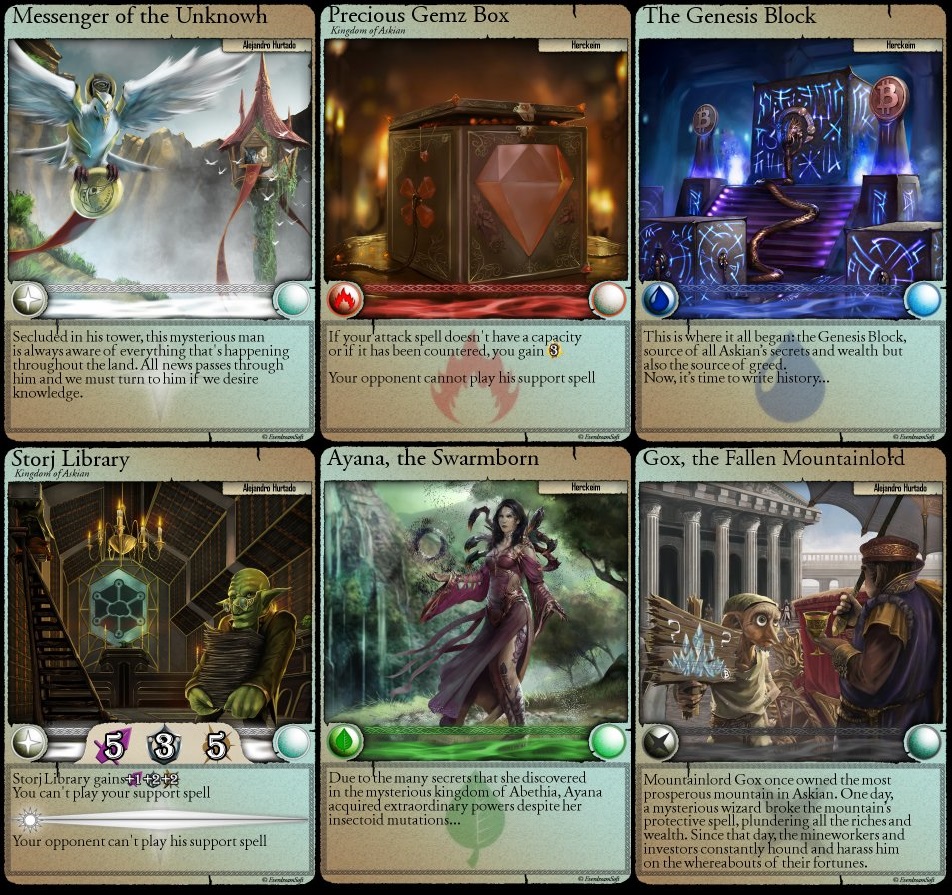 Messenger of the Unknown
Alejandro Hurtado
Secluded in his tower, this mysterious man
is always aware of everything that's happening
throughout the land. All news passes through
him and we must turn to him if we desire
knowledge.
© EverdreamSoft
Precious Gemz Box
Kingdom of Askian
Herckeim
If your attack spell does n't have a capacity
or if it has been countered, you gain 3
Your opponent cannot play his support spell
© EverdreamSoft
The Genesis Block
Herckeim
B
B
This is where it all began: the Genesis Block,
source of all Askian's secrets and wealth but
also the source of greed.
Now, it's time to write history...
© EverdreamSoft
Storj Library
Kingdom of Askian
Alejandro Hurtado
5 3 5
Storj Library gains +1 +2 +2
You can't play your support spell
Your opponent can't play his support spell
© EverdreamSoft
Ayana, the Swarmborn
Herckeim
Due to the many secrets that she discovered
in the mysterious kingdom of Abethia, Ayana
acquired extraordinary powers despite her
insectoid mutations...
© EverdreamSoft
Gox, the Fallen Mountainlord
Alejandro Hurtado
? ?
B
Mountainlord Gox once owned the most
prosperous mountain in Askian. One day,
a mysterious wizard broke the mountain's
protective spell, plundering all the riches and
wealth. Since that day, the mineworkers and
investors constantly hound and harass him
on the whereabouts of their fortunes.
© EverdreamSoft